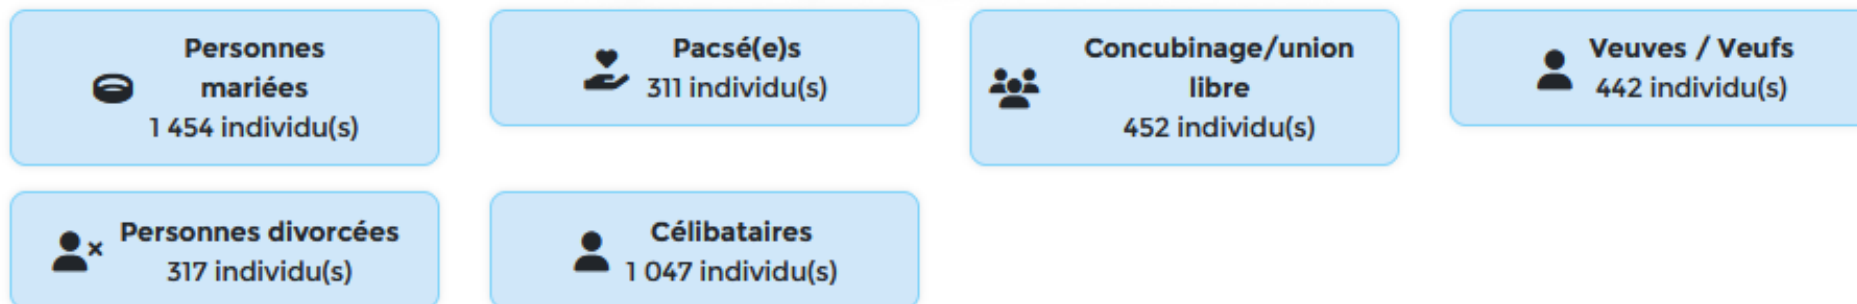 Personnes
mariées
1 454 individu(s)
Pacsé(e)s
311 individu(s)
Concubinage/union
libre
452 individu(s)
Veuves / Veufs
442 individu(s)
Personnes divorcées
317 individu(s)
Célibataires
1 047 individu(s)